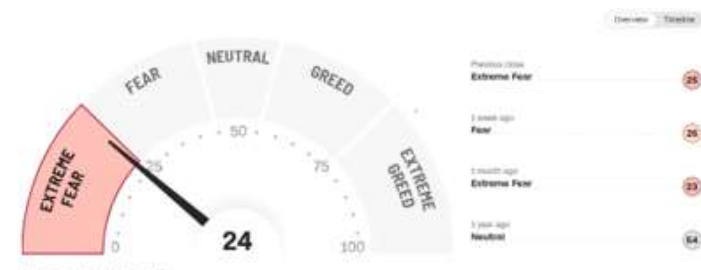 Overview Timeline
EXTREME FEAR
FEAR
NEUTRAL
GREED
EXTREME GREED
0
25
50
75
100
24
Previous close
Extreme Fear
25
1 week ago
Fear
26
1 month ago
Extreme Fear
23
1 year ago
Neutral